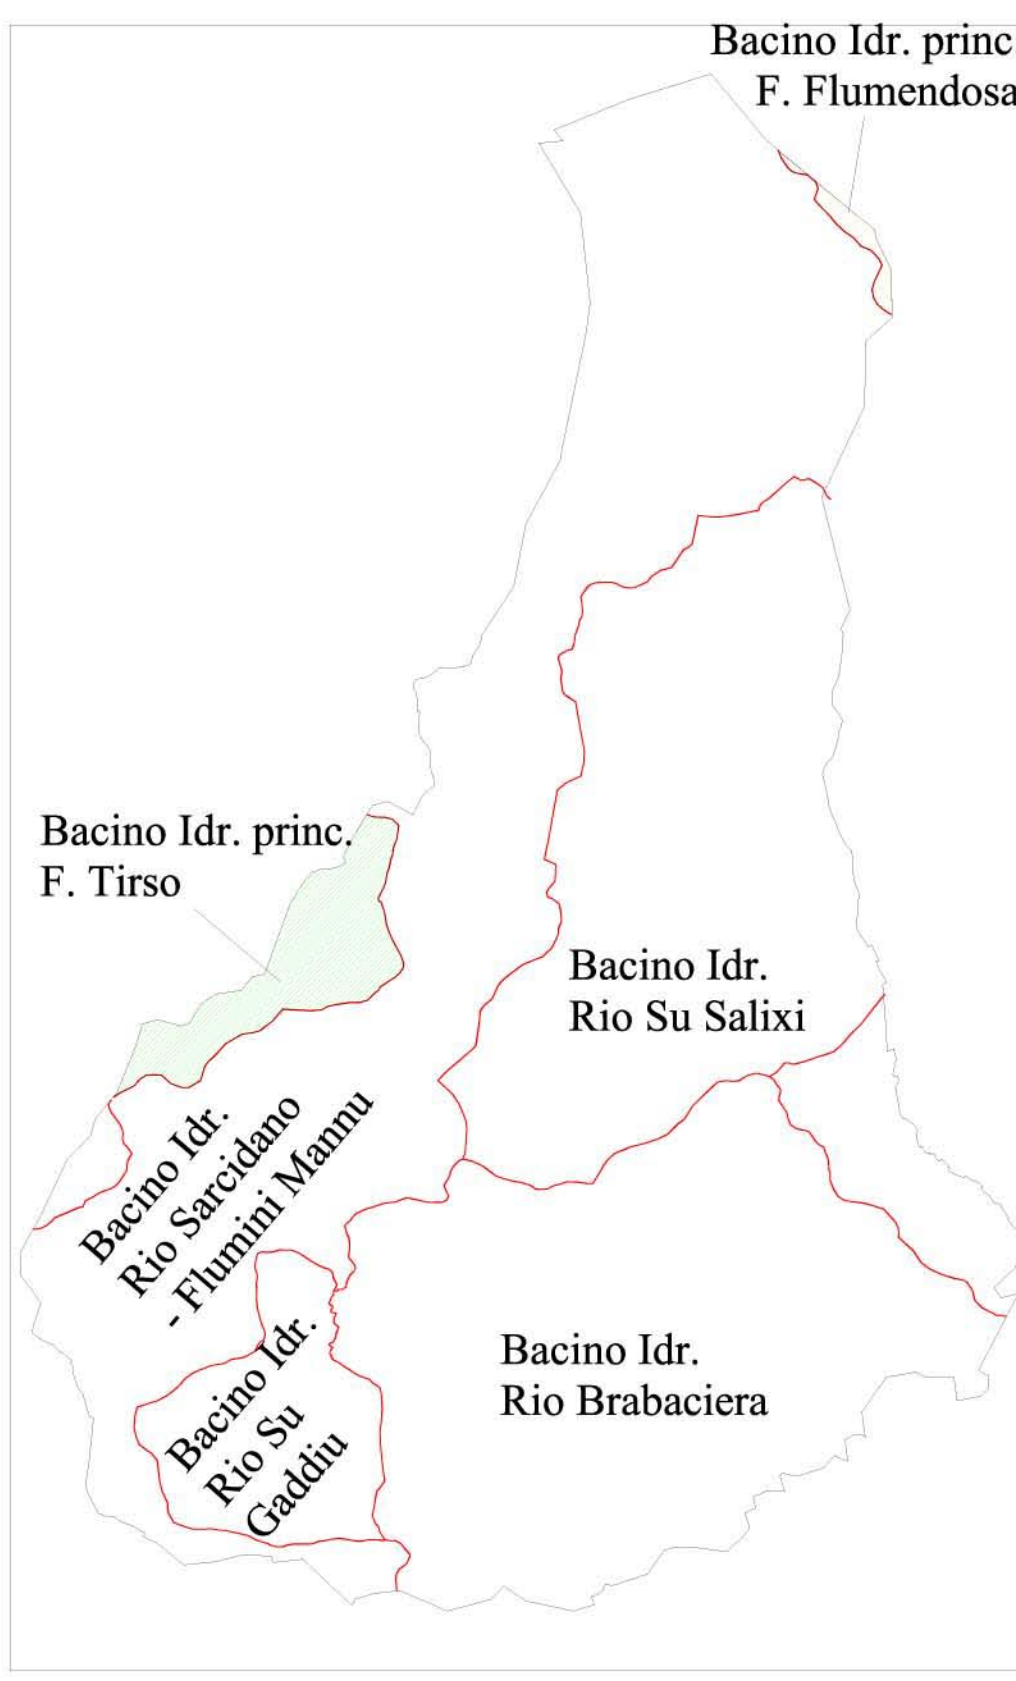 Bacino Idr. princ
F. Flumendosa
Bacino Idr. princ.
F. Tirso
Bacino Idr.
Rio Su Salixi
Bacino Idr.
Rio Sarcidano
- Flumini Mannu
Bacino Idr.
Rio Su
Gaddiu
Bacino Idr.
Rio Brabaciera